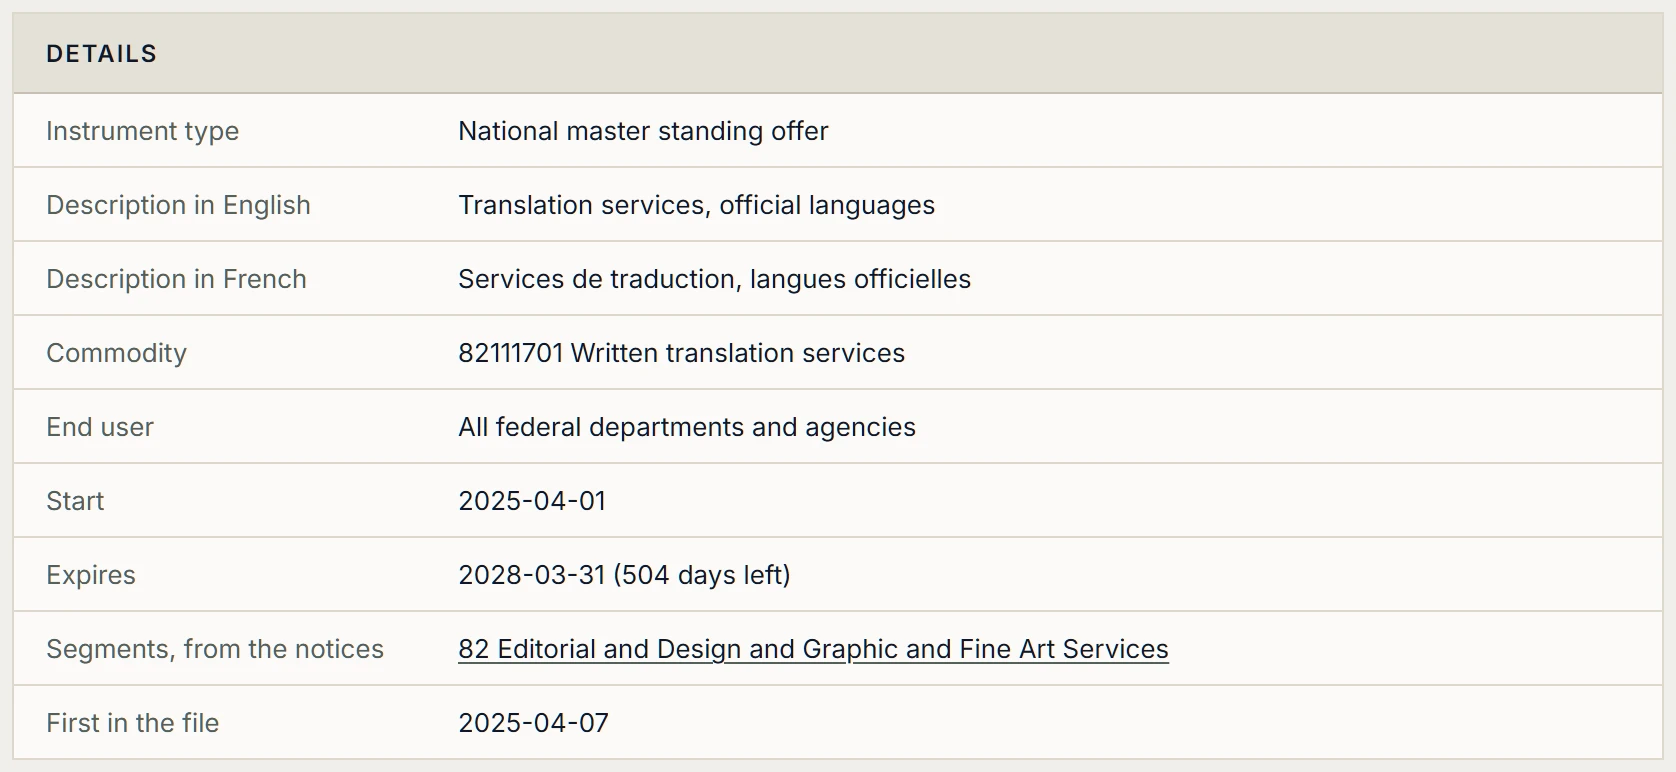 DETAILS
Instrument type National master standing offer
Description in English Translation services, official languages
Description in French Services de traduction, langues officielles
Commodity 82111701 Written translation services
End user All federal departments and agencies
Start 2025-04-01
Expires 2028-03-31 (504 days left)
Segments, from the notices 82 Editorial and Design and Graphic and Fine Art Services
First in the file 2025-04-07